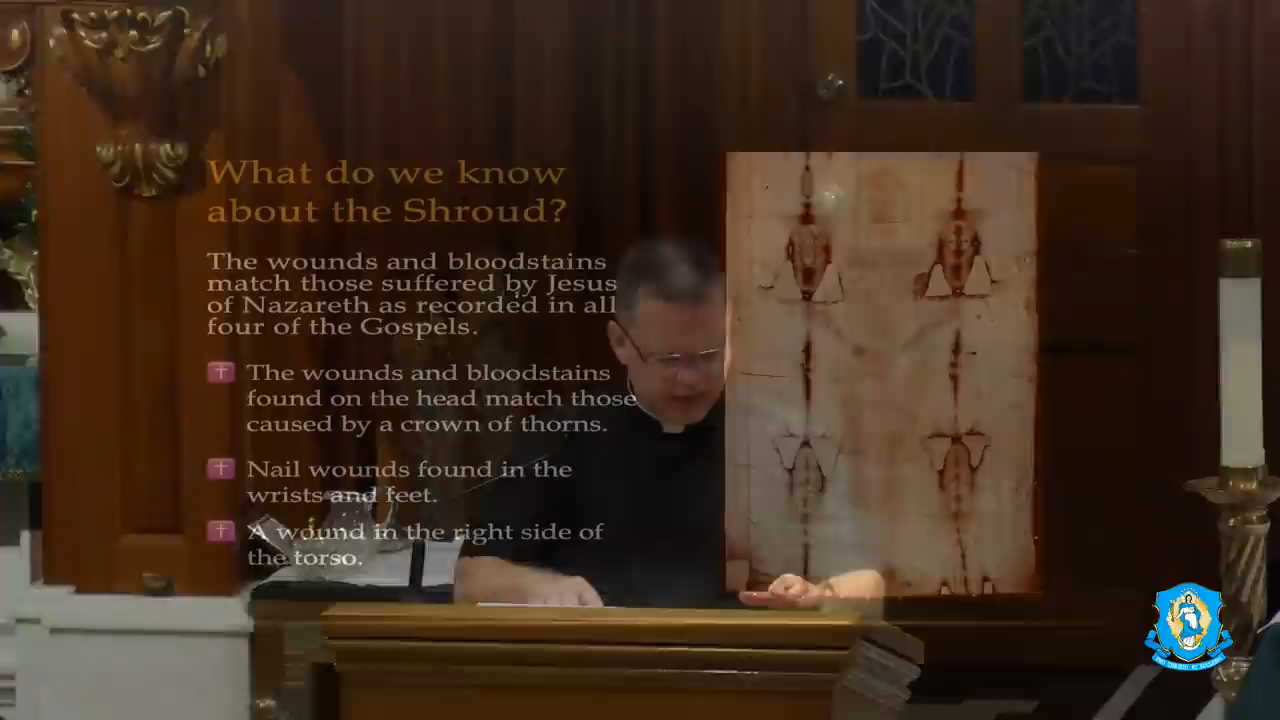 What do we know
about the Shroud?
The wounds and bloodstains
match those suffered by Jesus
of Nazareth as recorded in all
four of the Gospels.
The wounds and bloodstains
found on the head match those
caused by a crown of thorns.
Nail wounds found in the
wrists and feet.
A wound in the right side of
the torso.